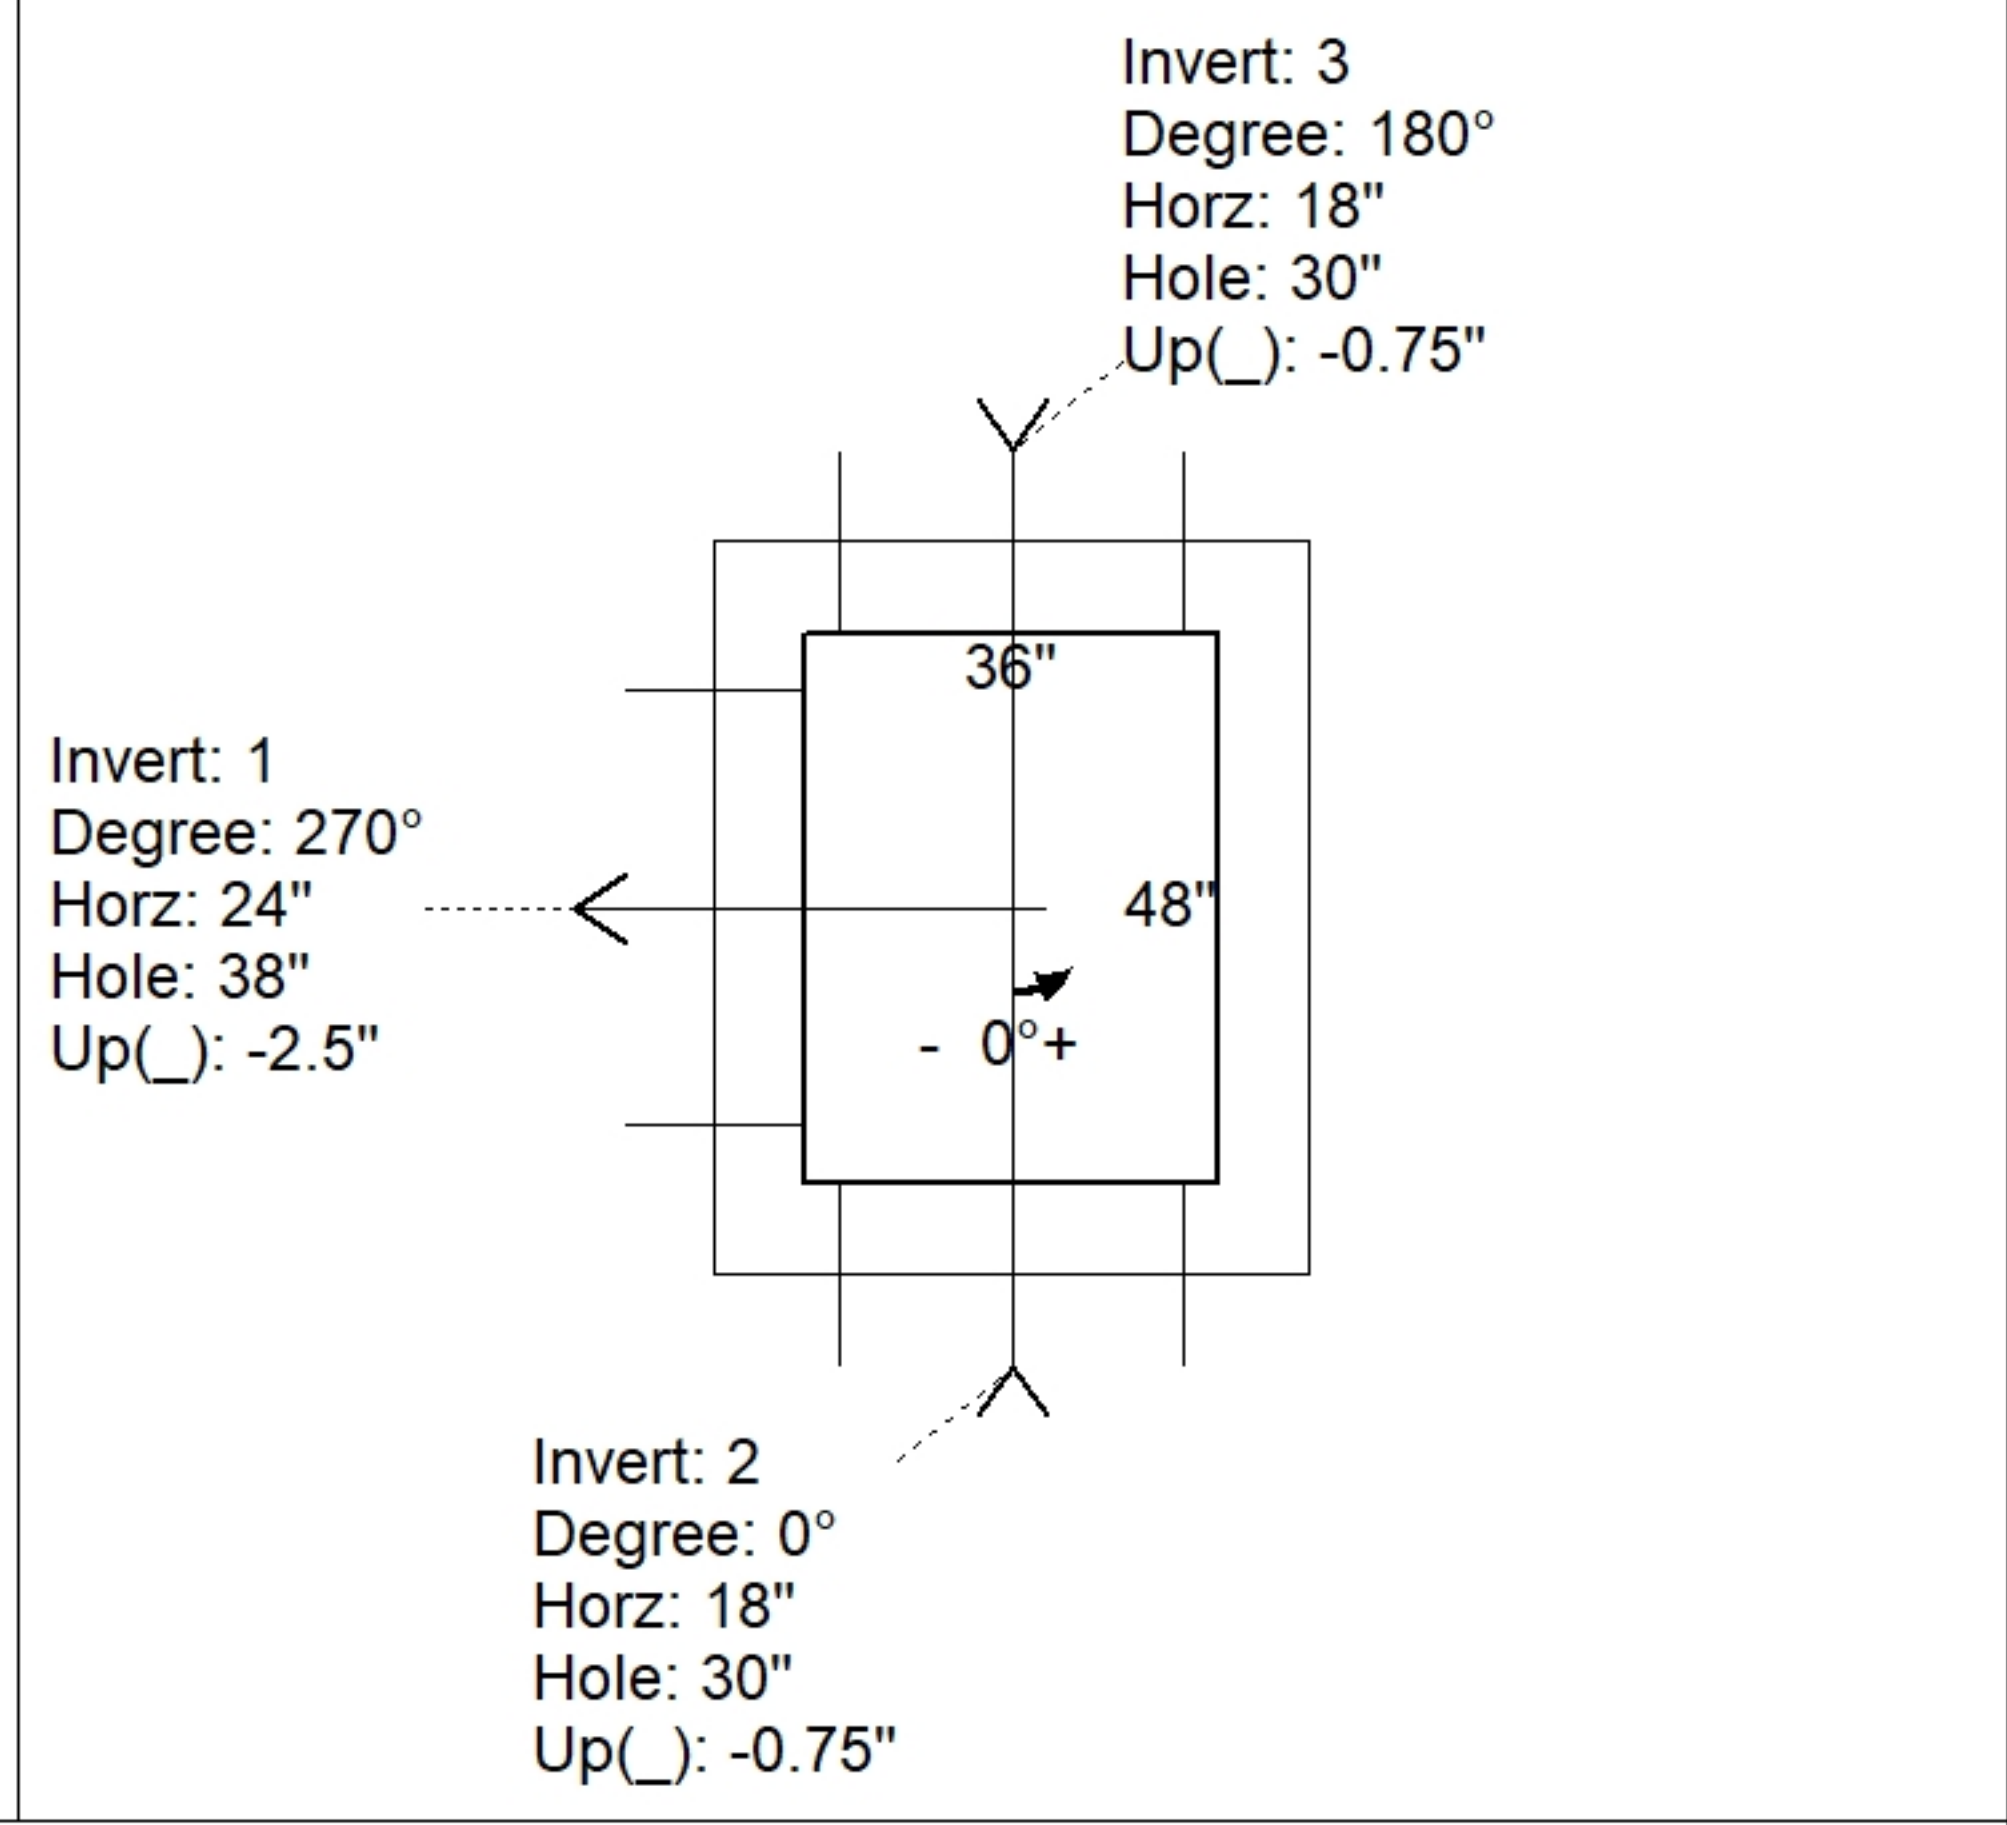 Invert: 3
Degree: 180°
Horz: 18"
Hole: 30"
Up(_): -0.75"
36"
Invert: 1
Degree: 270°
Horz: 24"
Hole: 38"
Up(_): -2.5"
48"
- 0°+
Invert: 2
Degree: 0°
Horz: 18"
Hole: 30"
Up(_): -0.75"